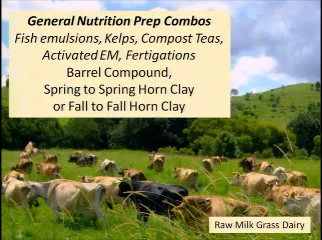 General Nutrition Prep Combos
Fish emulsions, Kelps, Compost Teas,
Activated EM, Fertigations
Barrel Compound,
Spring to Spring Horn Clay
or Fall to Fall Horn Clay
Raw Milk Grass Dairy